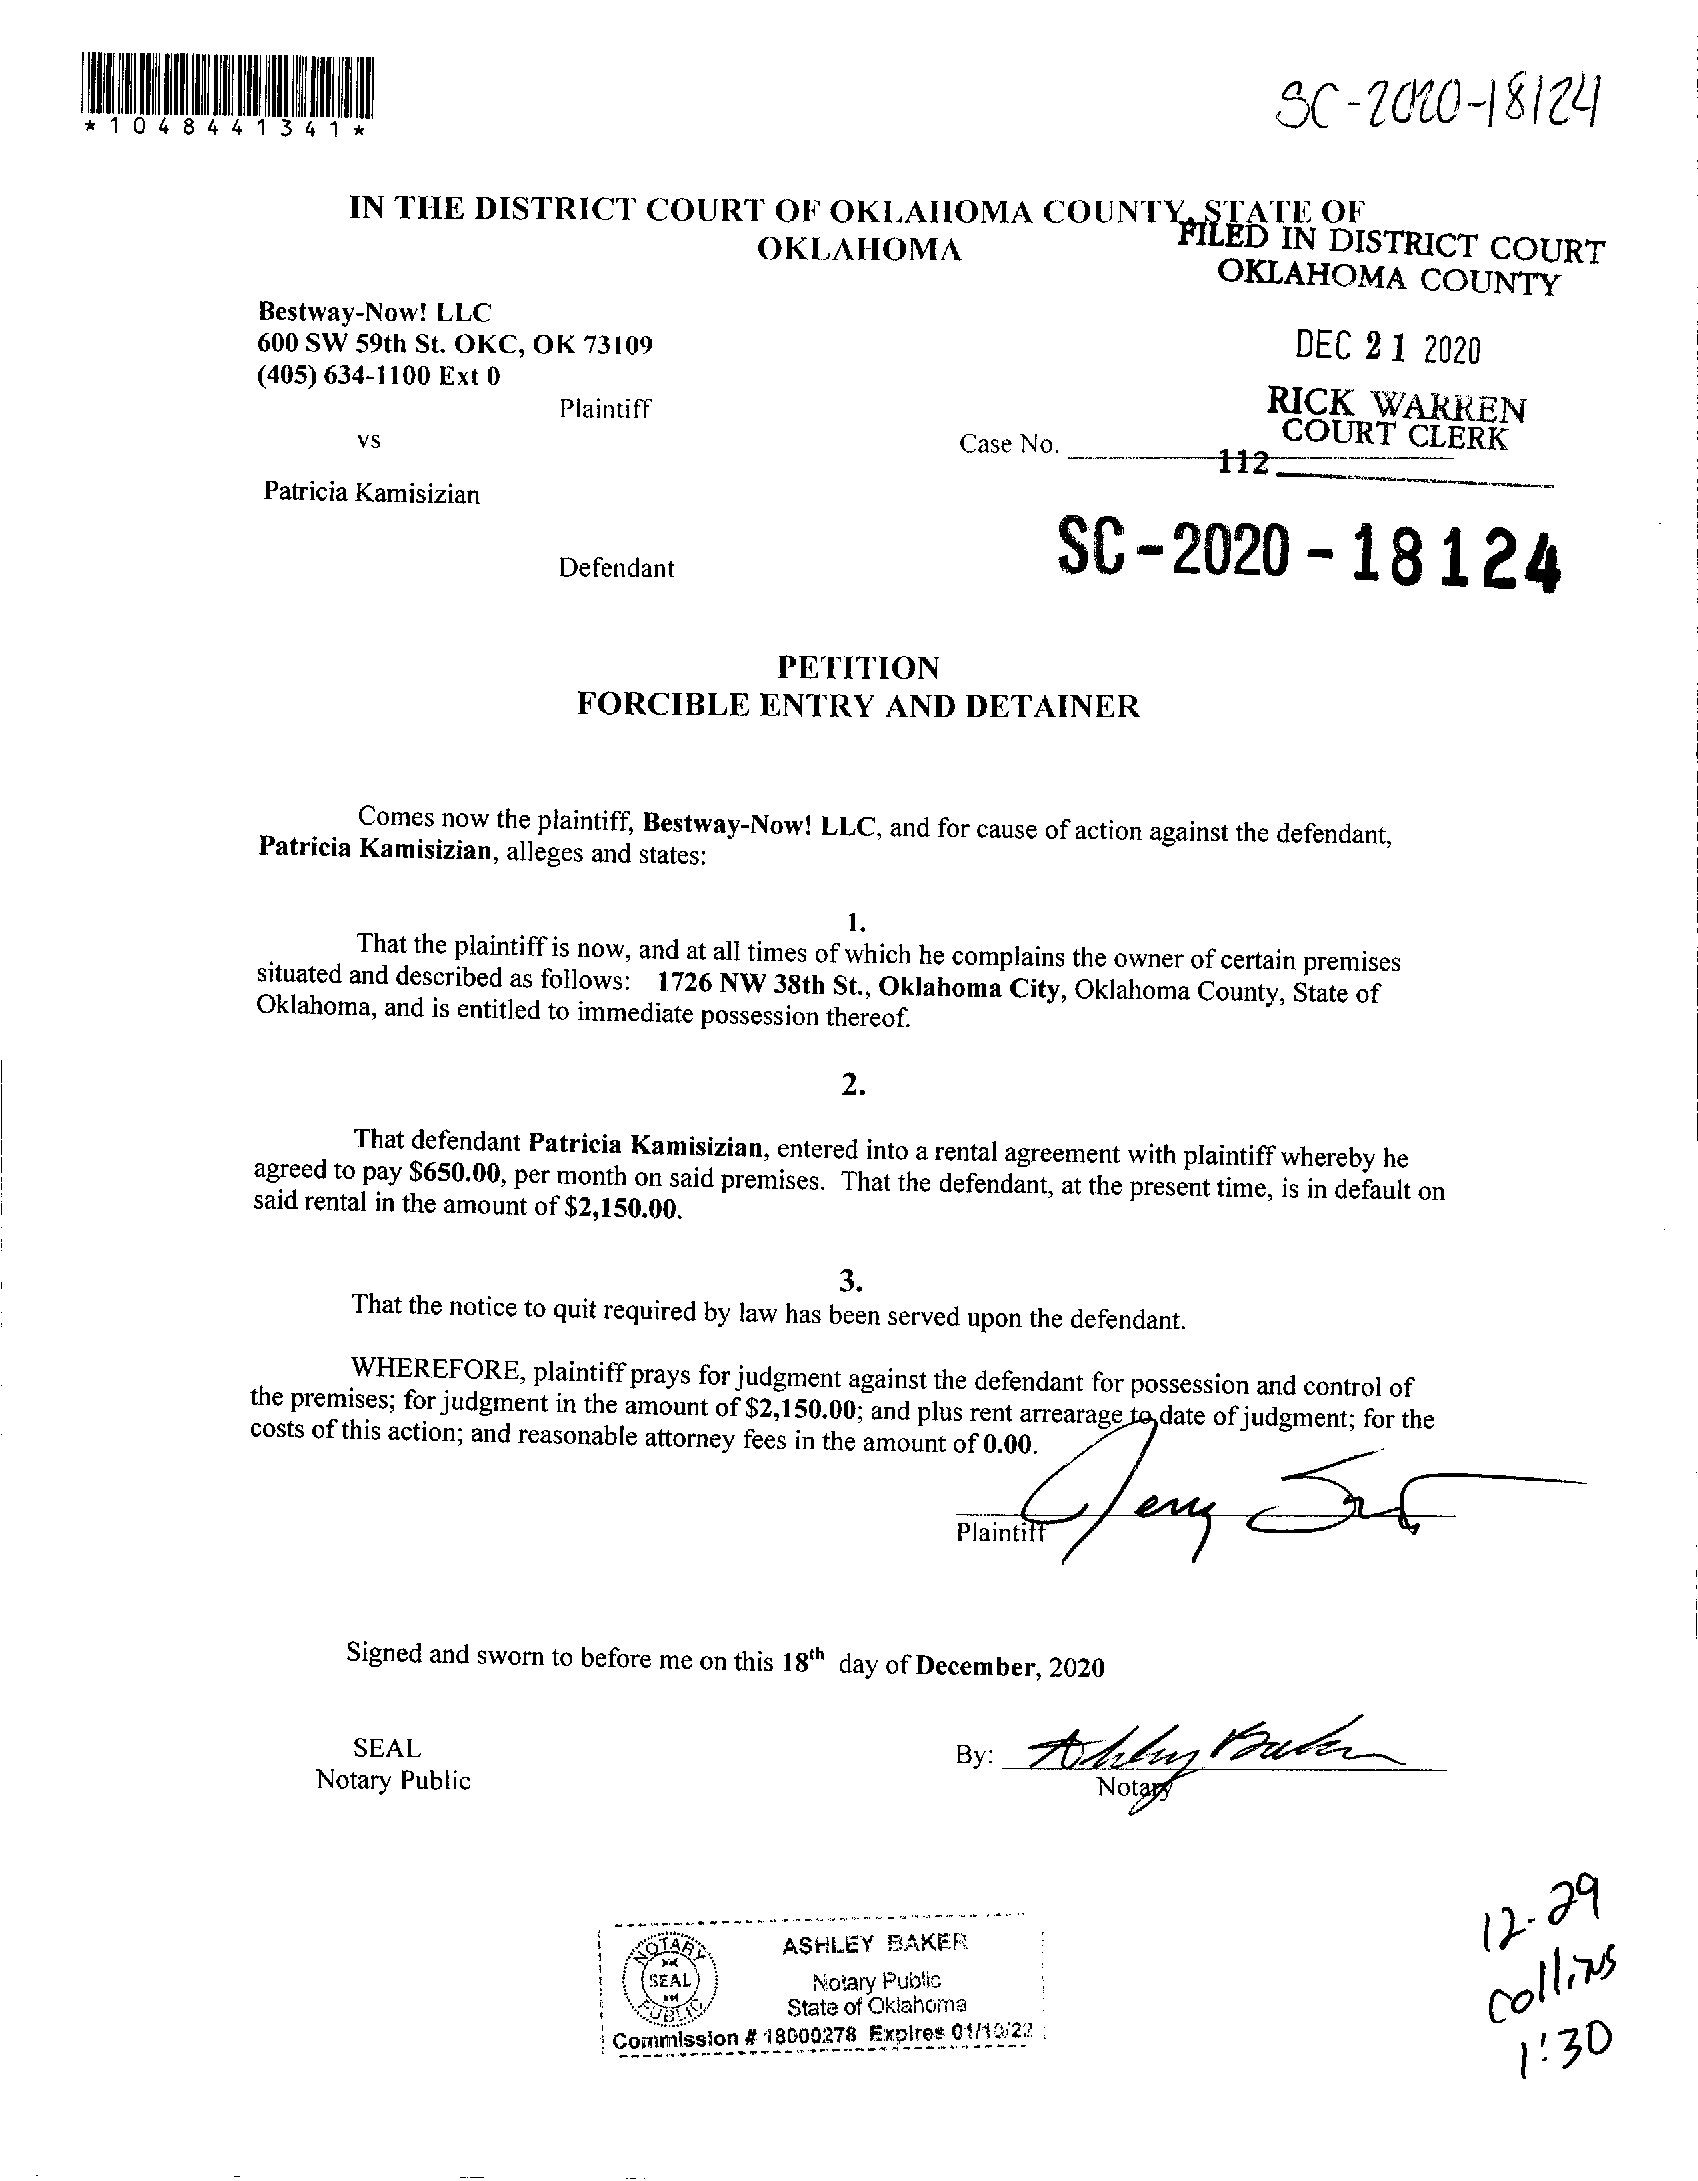 *1048441341*
SC-2020-18124
IN THE DISTRICT COURT OF OKLAHOMA COUNTY, STATE OF
OKLAHOMA
FILED IN DISTRICT COURT
OKLAHOMA COUNTY
Bestway-Now! LLC
600 SW 59th St. OKC, OK 73109
(405) 634-1100 Ext 0
DEC 21 2020
Plaintiff
RICK WARREN
COURT CLERK
vs
Case No.
112
Patricia Kamisizian
SC-2020-18124
Defendant
PETITION
FORCIBLE ENTRY AND DETAINER
Comes now the plaintiff, Bestway-Now! LLC, and for cause of action against the defendant,
Patricia Kamisizian, alleges and states:
1.
That the plaintiff is now, and at all times of which he complains the owner of certain premises
situated and described as follows: 1726 NW 38th St., Oklahoma City, Oklahoma County, State of
Oklahoma, and is entitled to immediate possession thereof.
2.
That defendant Patricia Kamisizian, entered into a rental agreement with plaintiff whereby he
agreed to pay $650.00, per month on said premises. That the defendant, at the present time, is in default on
said rental in the amount of $2,150.00.
3.
That the notice to quit required by law has been served upon the defendant.
WHEREFORE, plaintiff prays for judgment against the defendant for possession and control of
the premises; for judgment in the amount of $2,150.00; and plus rent arrearage to date of judgment; for the
costs of this action; and reasonable attorney fees in the amount of 0.00.
Jerry
Plaintiff
Signed and sworn to before me on this 18th day of December, 2020
SEAL
Notary Public
By: Ashley Baker
Notary
12-29
Collins
1:30
NOTARY
SEAL
PUBLIC
ASHLEY BAKER
Notary Public
State of Oklahoma
Commission # 18000278 Expires 01/10/22